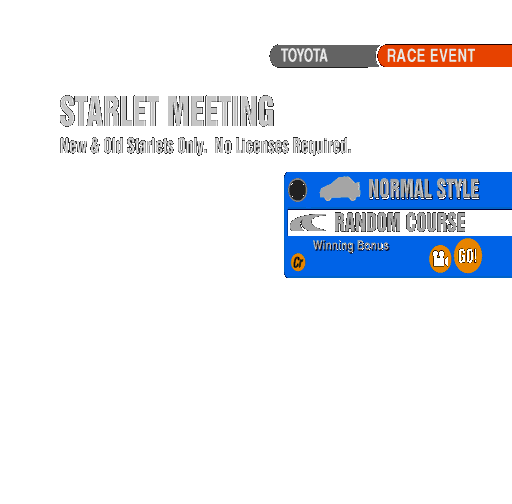 TOYOTA RACE EVENT
STARLET MEETING
New & Old Starlets Only. No Licenses Required.
NORMAL STYLE
RANDOM COURSE
Winning Bonus
Cr GO!